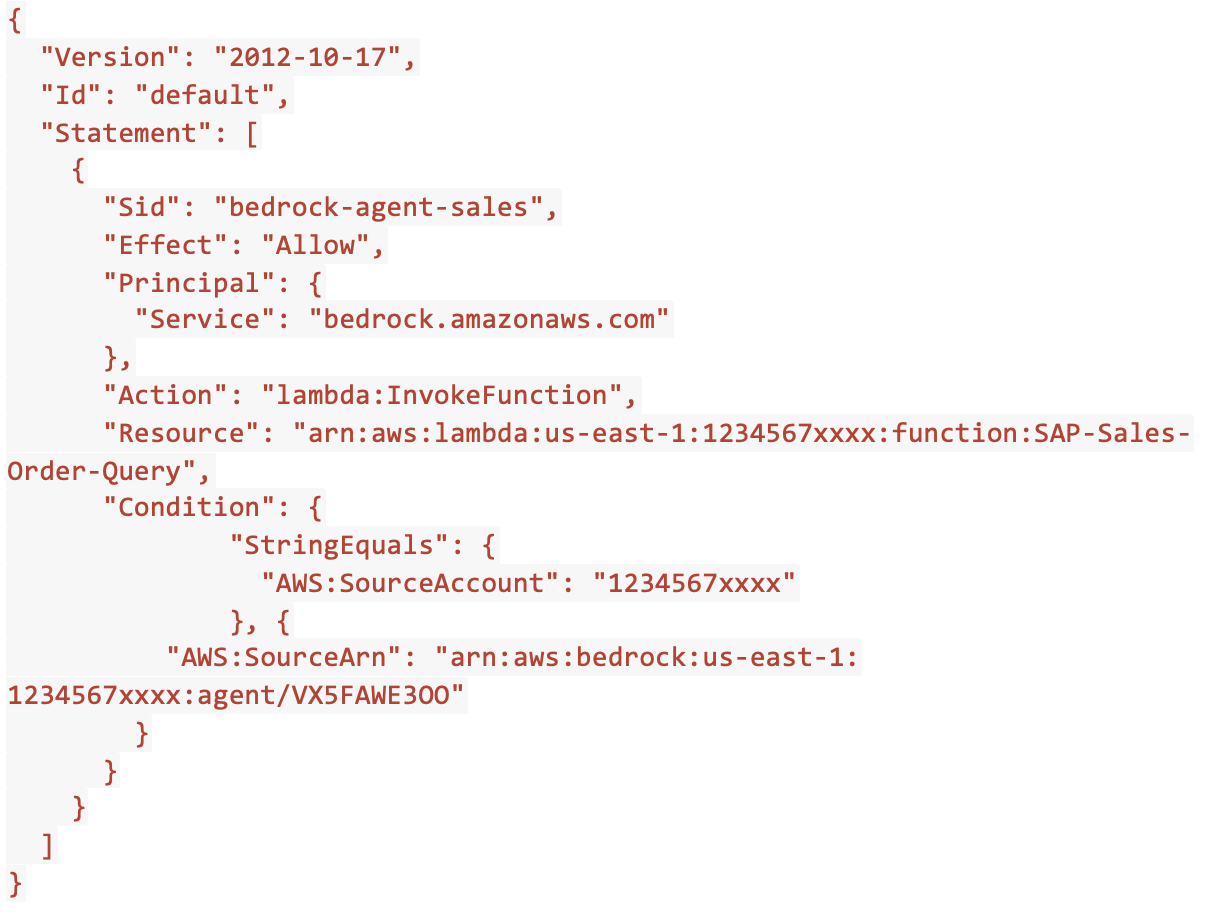 {
  "Version": "2012-10-17",
  "Id": "default",
  "Statement": [
    {
      "Sid": "bedrock-agent-sales",
      "Effect": "Allow",
      "Principal": {
        "Service": "bedrock.amazonaws.com"
      },
      "Action": "lambda:InvokeFunction",
      "Resource": "arn:aws:lambda:us-east-1:1234567xxxx:function:SAP-Sales-
Order-Query",
      "Condition": {
              "StringEquals": {
                "AWS:SourceAccount": "1234567xxxx"
              }, {
          "AWS:SourceArn": "arn:aws:bedrock:us-east-1:
1234567xxxx:agent/VX5FAWE3OO"
        }
      }
    }
  ]
}